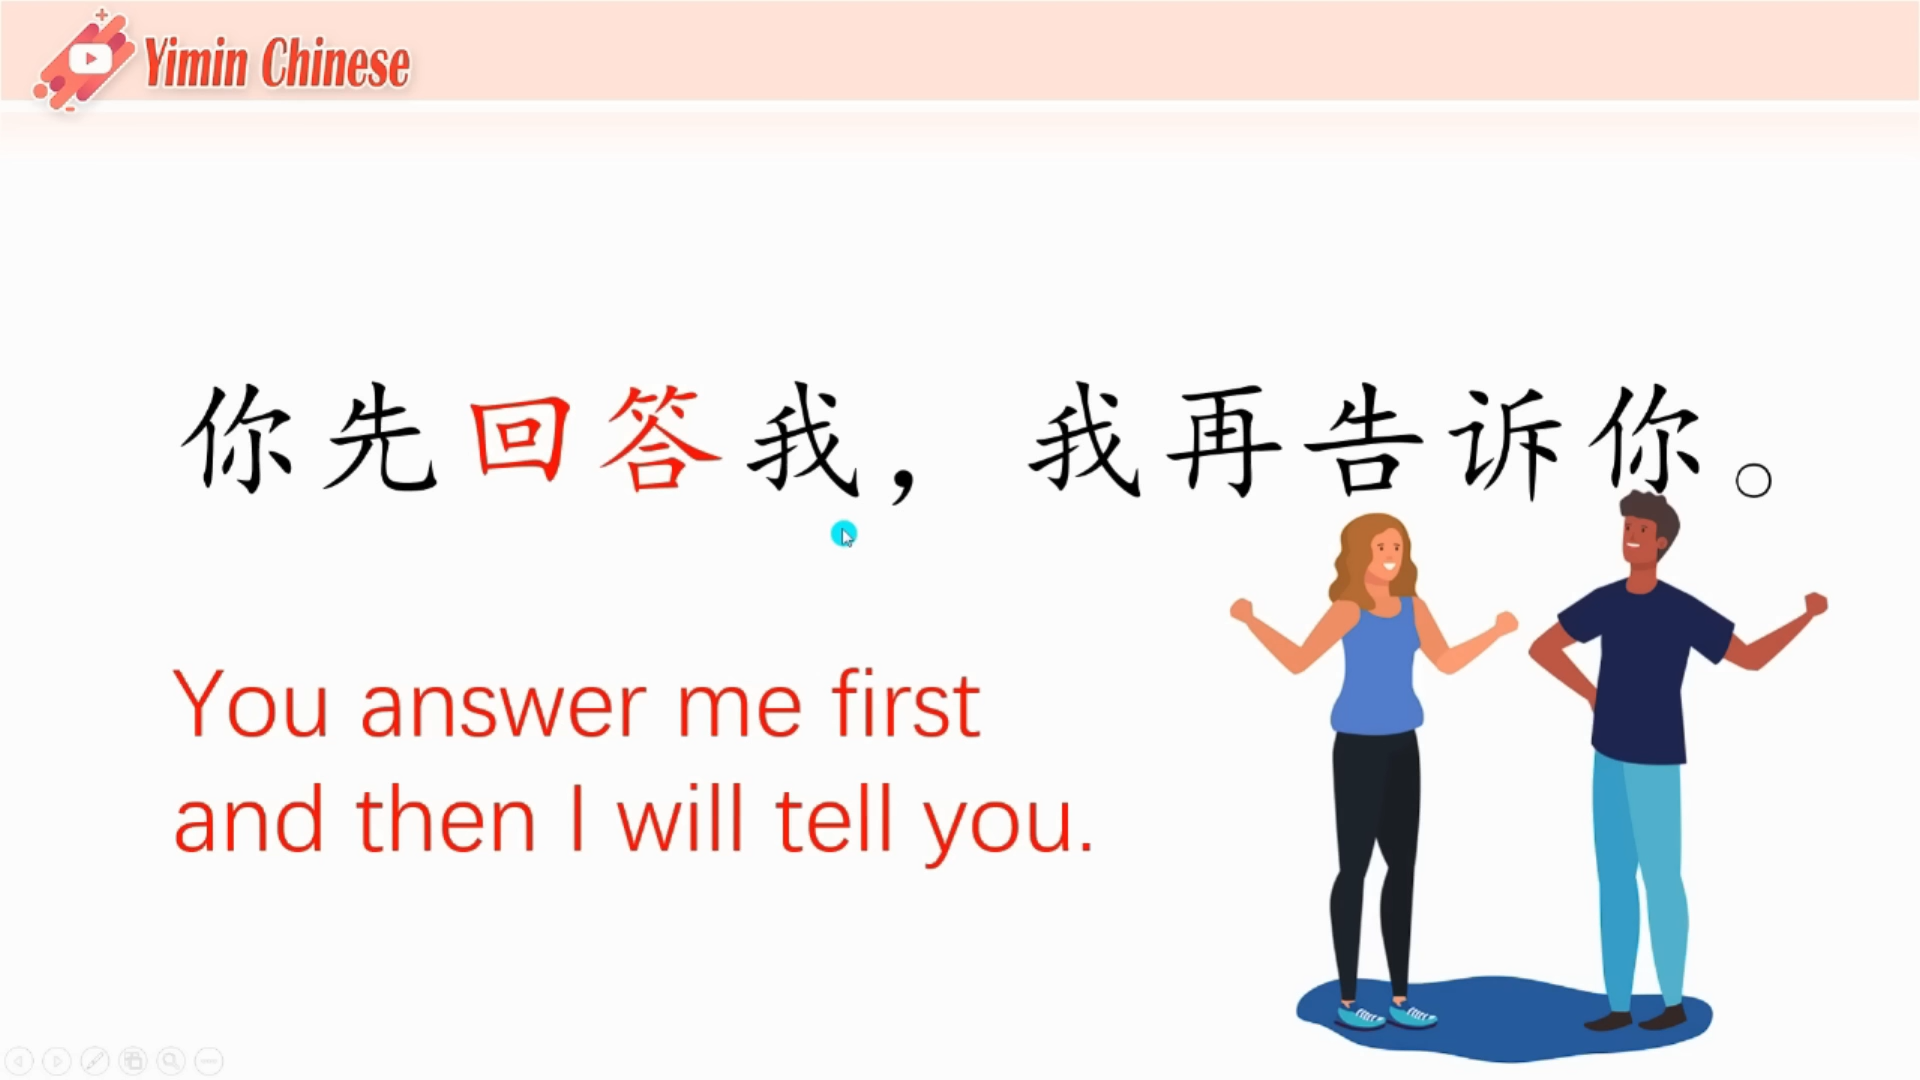 Yimin Chinese
你先回答我，我再告诉你。
You answer me first
and then I will tell you.